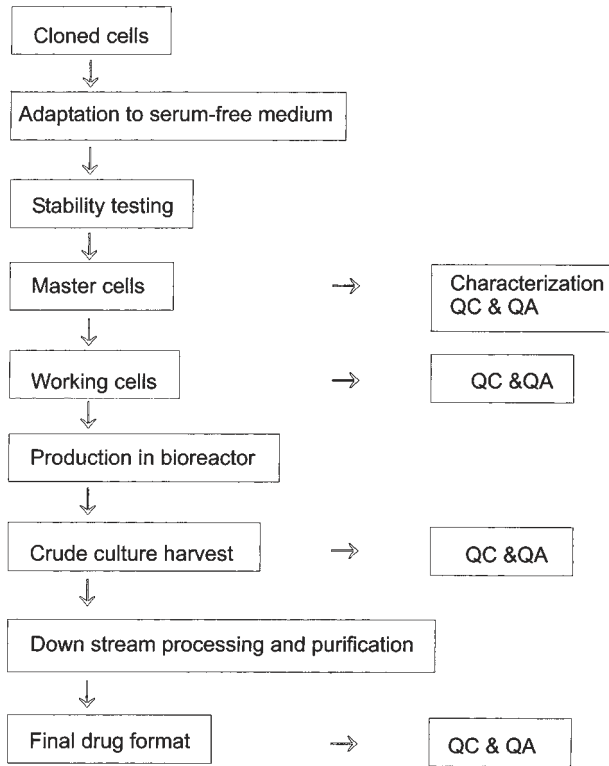 Cloned cells
Adaptation to serum-free medium
Stability testing
Master cells
Characterization
QC & QA
Working cells
QC &QA
Production in bioreactor
Crude culture harvest
QC &QA
Down stream processing and purification
Final drug format
QC & QA